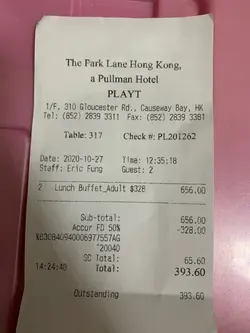 The Park Lane Hong Kong,
a Pullman Hotel
PLAYT
1/F, 310 Gloucester Rd., Causeway Bay, HK
Tel: (852) 2839 3311 Fax: (852) 2839 3381
Table: 317 Check #: PL201262
Date: 2020-10-27 Time: 12:35:18
Staff: Eric Fung Guest: 2
2 Lunch Buffet_Adult $328 656.00
Sub-total: 656.00
Accor FD 50% -328.00
^20040
SC Total: 65.60
14:24:40 Total: 393.60
Outstanding 393.60